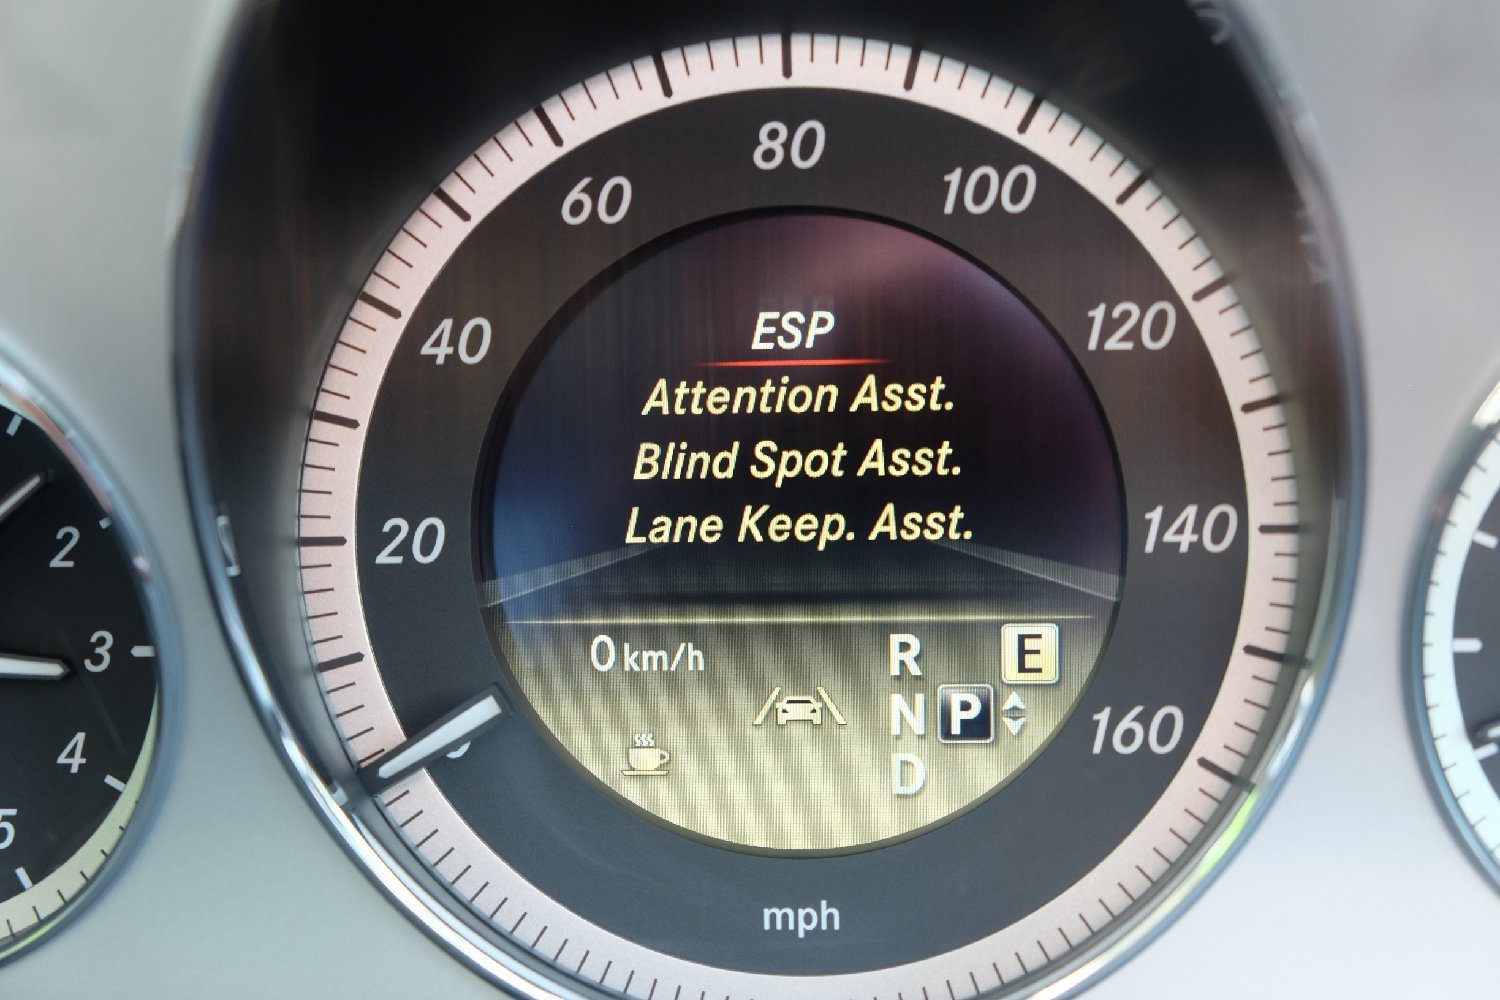 80
60
100
40
120
20
140
160
ESP
Attention Asst.
Blind Spot Asst.
Lane Keep. Asst.
0 km/h
R
E
N P
D
mph
2
3
4
5